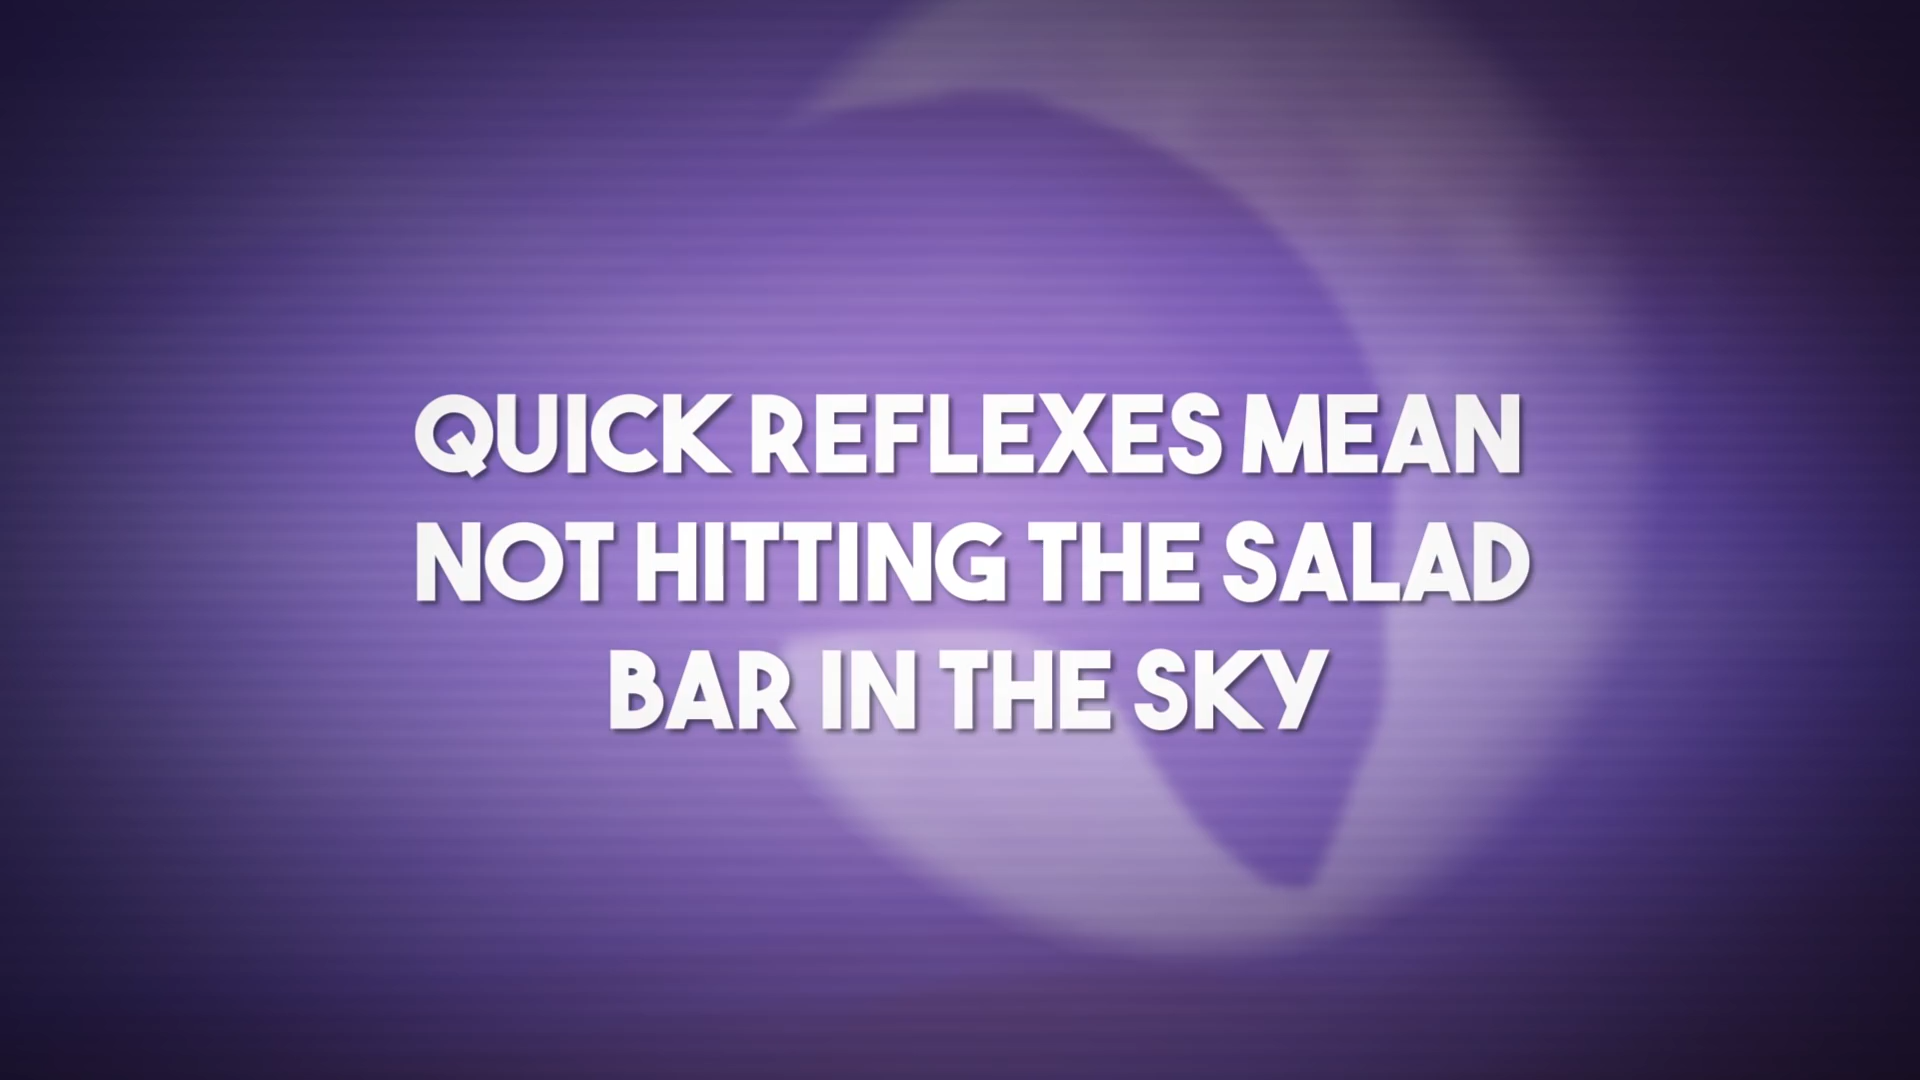 QUICK REFLEXES MEAN
NOT HITTING THE SALAD
BAR IN THE SKY